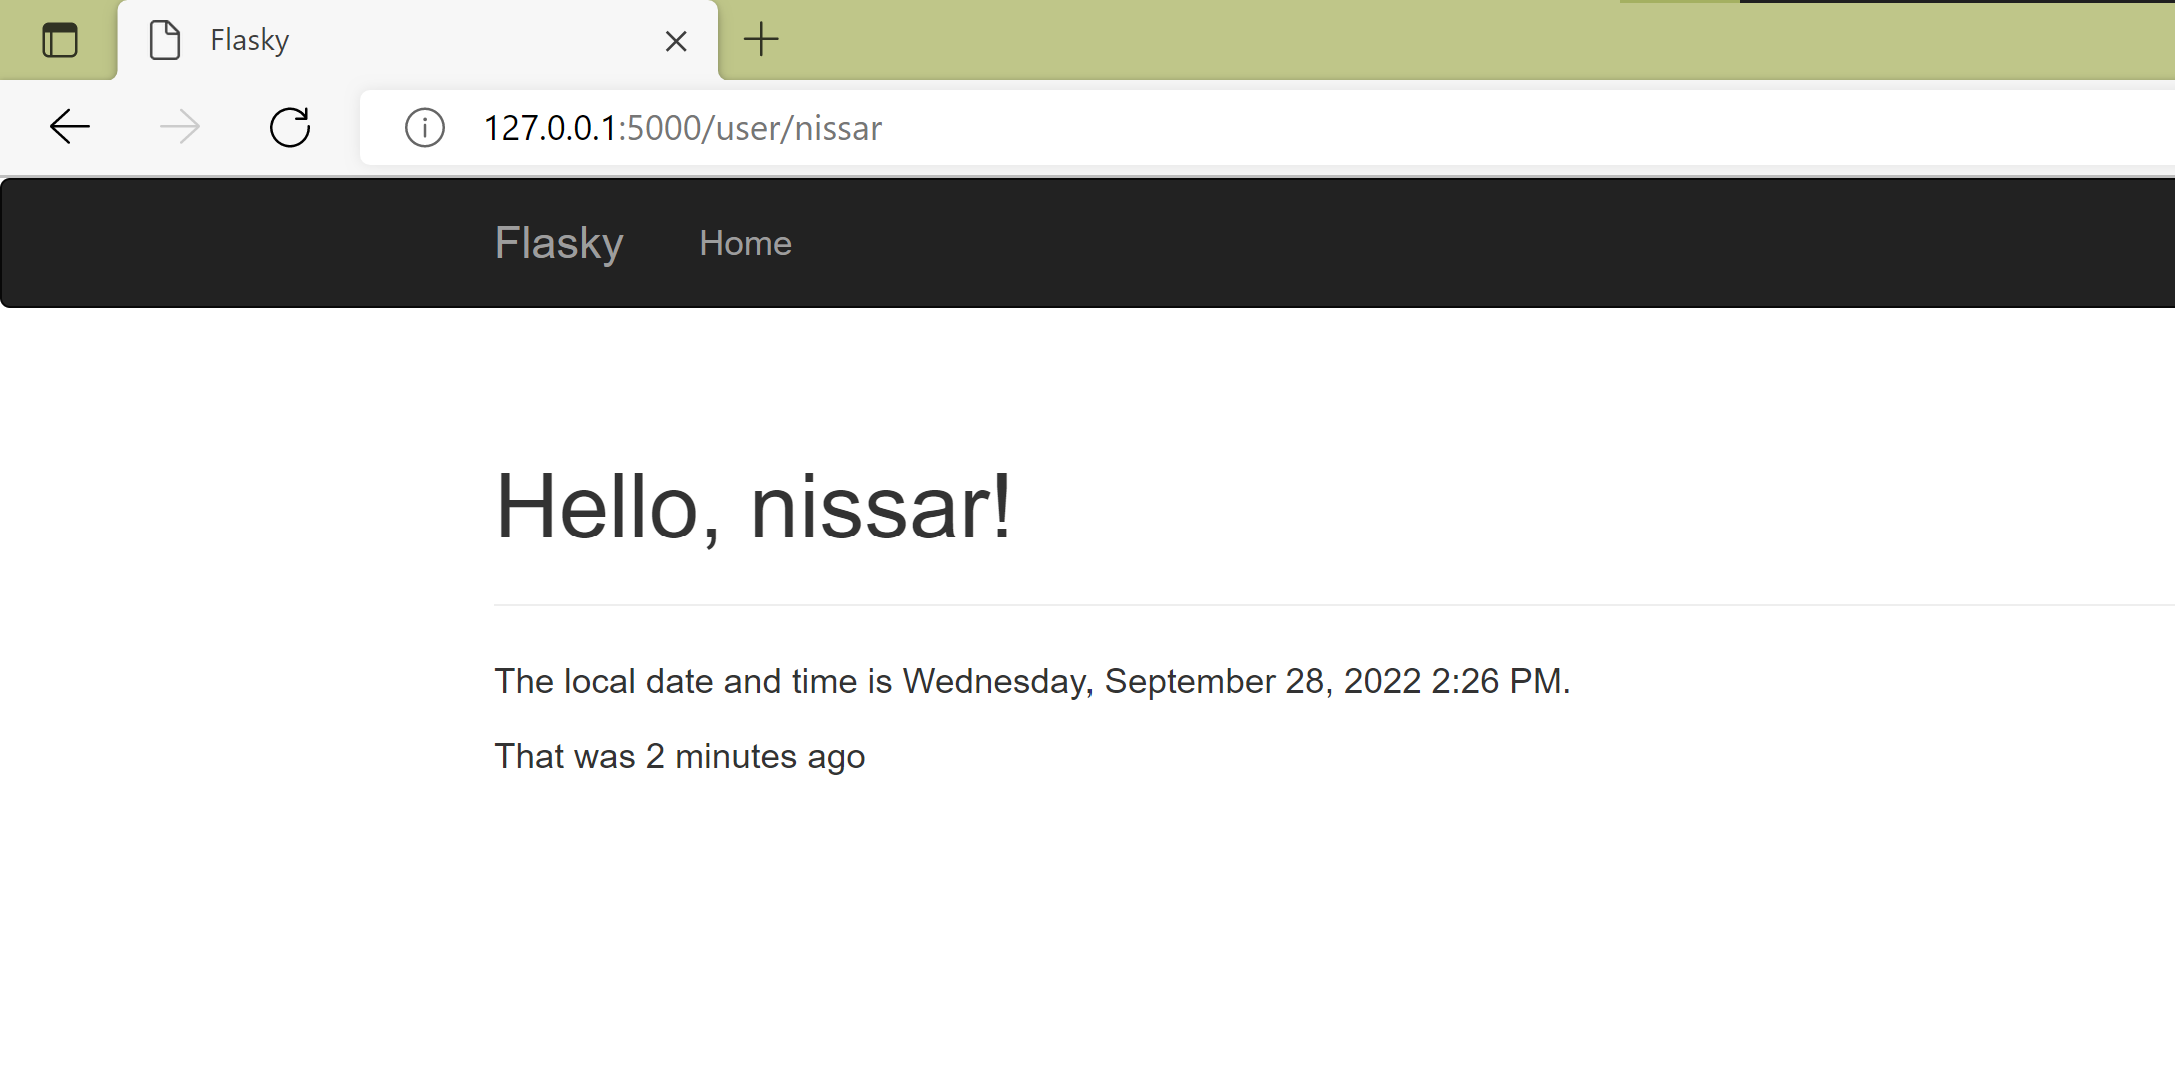 Flasky
127.0.0.1:5000/user/nissar
Flasky Home
Hello, nissar!
The local date and time is Wednesday, September 28, 2022 2:26 PM.
That was 2 minutes ago